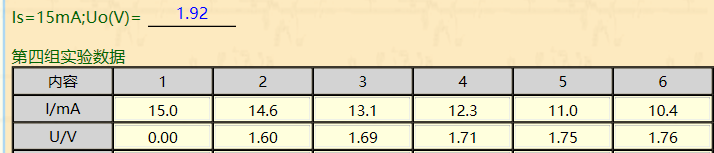 Is=15mA;Uo(V)= 1.92
第四组实验数据
内容 1 2 3 4 5 6
I/mA 15.0 14.6 13.1 12.3 11.0 10.4
U/V 0.00 1.60 1.69 1.71 1.75 1.76